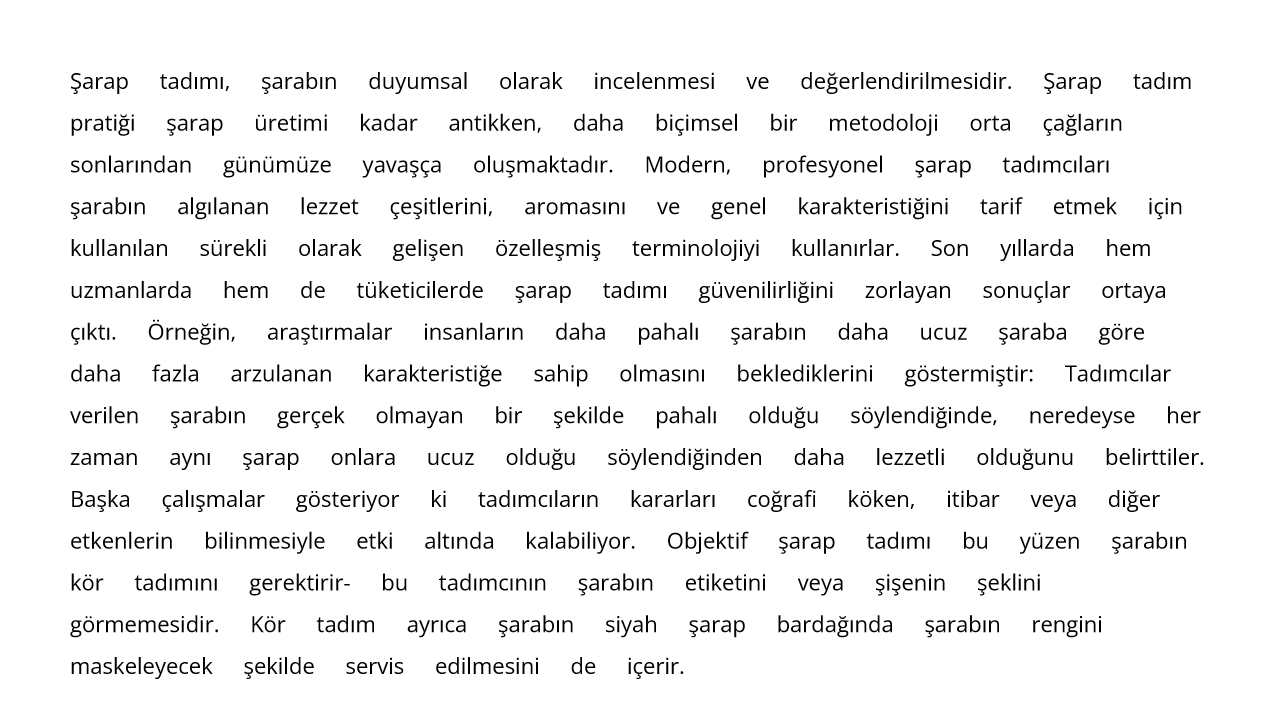 Şarap tadımı, şarabın duyumsal olarak incelenmesi ve değerlendirilmesidir. Şarap tadım
pratiği şarap üretimi kadar antikken, daha biçimsel bir metodoloji orta çağların
sonlarından günümüze yavaşça oluşmaktadır. Modern, profesyonel şarap tadımcıları
şarabın algılanan lezzet çeşitlerini, aromasını ve genel karakteristiğini tarif etmek için
kullanılan sürekli olarak gelişen özelleşmiş terminolojiyi kullanırlar. Son yıllarda hem
uzmanlarda hem de tüketicilerde şarap tadımı güvenilirliğini zorlayan sonuçlar ortaya
çıktı. Örneğin, araştırmalar insanların daha pahalı şarabın daha ucuz şaraba göre
daha fazla arzulanan karakteristiğe sahip olmasını beklediklerini göstermiştir: Tadımcılar
verilen şarabın gerçek olmayan bir şekilde pahalı olduğu söylendiğinde, neredeyse her
zaman aynı şarap onlara ucuz olduğu söylendiğinden daha lezzetli olduğunu belirttiler.
Başka çalışmalar gösteriyor ki tadımcıların kararları coğrafi köken, itibar veya diğer
etkenlerin bilinmesiyle etki altında kalabiliyor. Objektif şarap tadımı bu yüzen şarabın
kör tadımını gerektirir- bu tadımcının şarabın etiketini veya şişenin şeklini
görmemesidir. Kör tadım ayrıca şarabın siyah şarap bardağında şarabın rengini
maskeleyecek şekilde servis edilmesini de içerir.